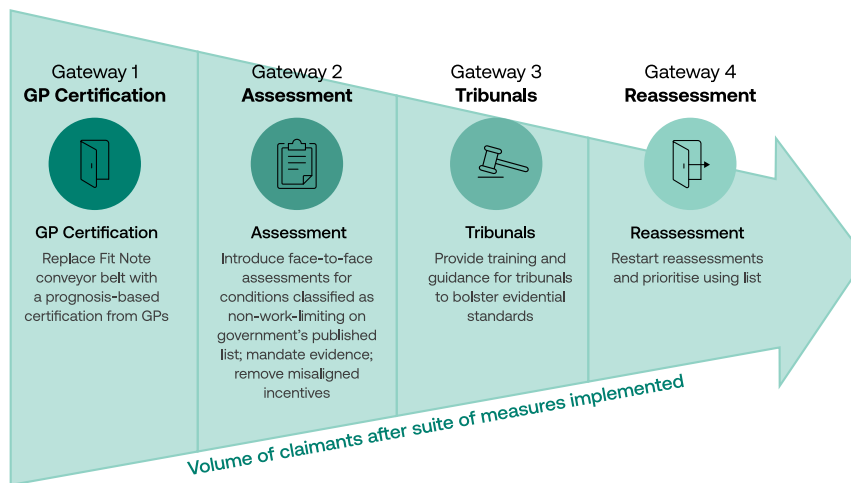 Gateway 1
GP Certification
Gateway 2
Assessment
Gateway 3
Tribunals
Gateway 4
Reassessment
GP Certification
Replace Fit Note
conveyor belt with
a prognosis-based
certification from GPs
Assessment
Introduce face-to-face
assessments for
conditions classified as
non-work-limiting on
government's published
list; mandate evidence;
remove misaligned
incentives
Tribunals
Provide training and
guidance for tribunals
to bolster evidential
standards
Reassessment
Restart reassessments
and prioritise using list
Volume of claimants after suite of measures implemented